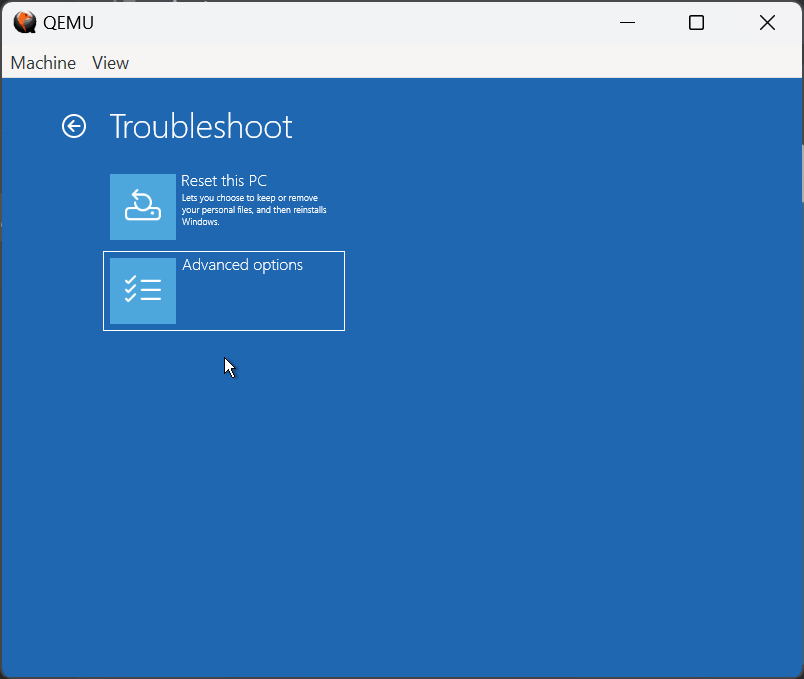 QEMU
Machine View
Troubleshoot
Reset this PC
Lets you choose to keep or remove
your personal files, and then reinstalls
Windows.
Advanced options